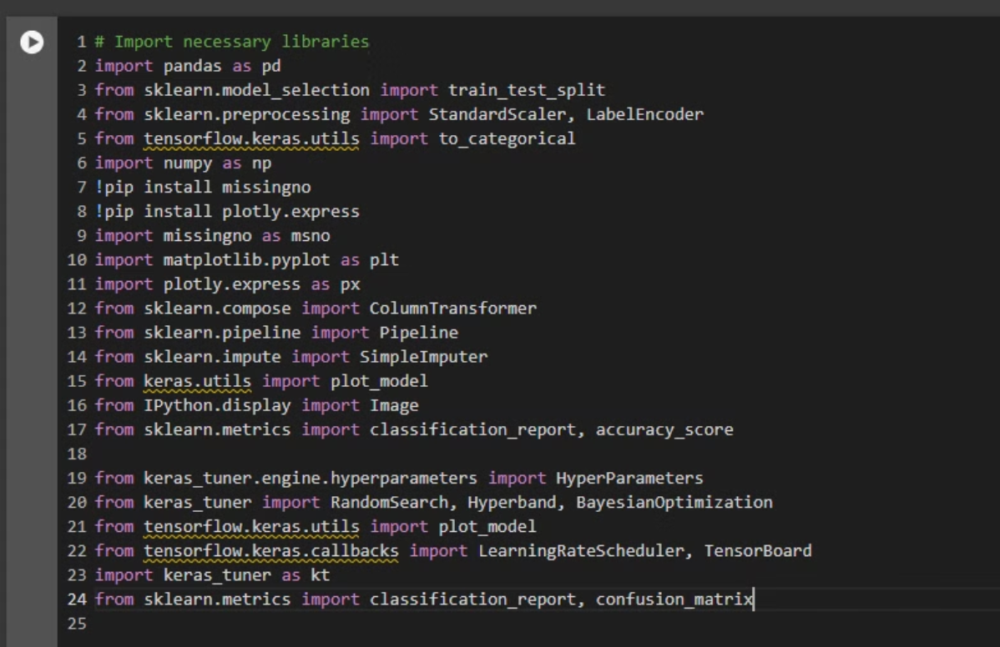 1 # Import necessary libraries
2 import pandas as pd
3 from sklearn.model_selection import train_test_split
4 from sklearn.preprocessing import StandardScaler, LabelEncoder
5 from tensorflow.keras.utils import to_categorical
6 import numpy as np
7 !pip install missingno
8 !pip install plotly.express
9 import missingno as msno
10 import matplotlib.pyplot as plt
11 import plotly.express as px
12 from sklearn.compose import ColumnTransformer
13 from sklearn.pipeline import Pipeline
14 from sklearn.impute import SimpleImputer
15 from keras.utils import plot_model
16 from IPython.display import Image
17 from sklearn.metrics import classification_report, accuracy_score
18
19 from keras_tuner.engine.hyperparameters import HyperParameters
20 from keras_tuner import RandomSearch, Hyperband, BayesianOptimization
21 from tensorflow.keras.utils import plot_model
22 from tensorflow.keras.callbacks import LearningRateScheduler, TensorBoard
23 import keras_tuner as kt
24 from sklearn.metrics import classification_report, confusion_matrix
25